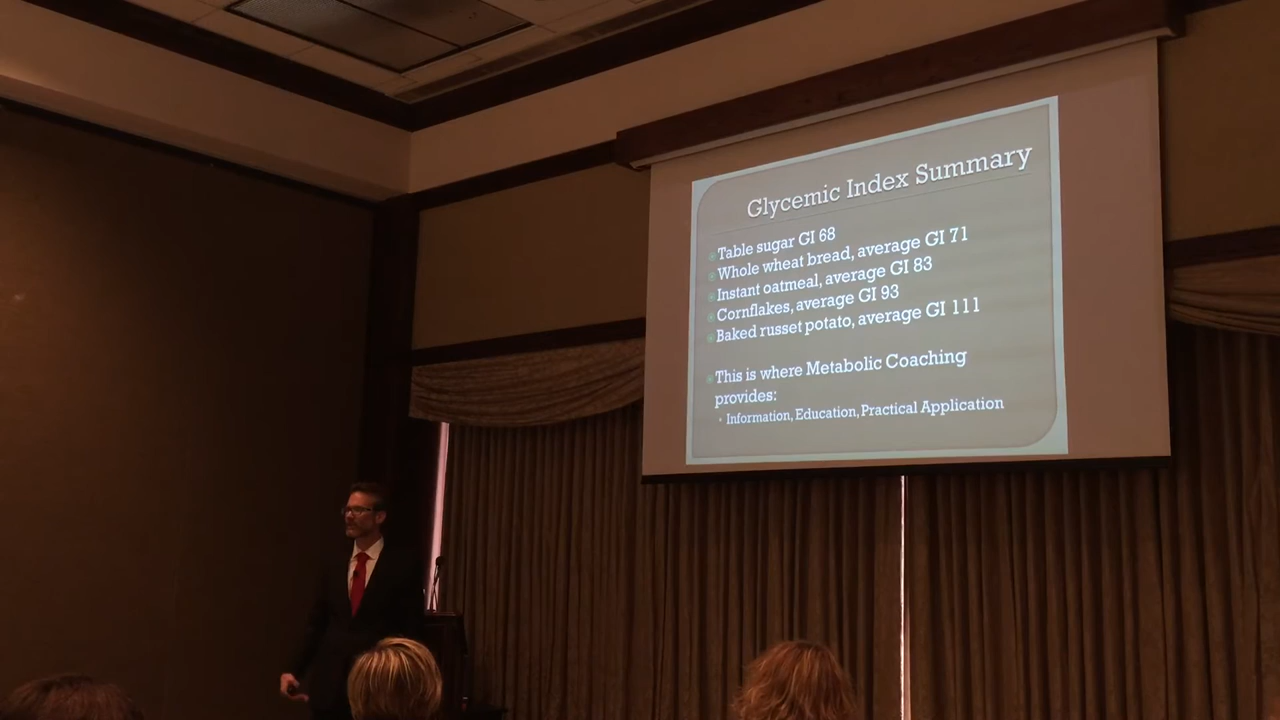 Glycemic Index Summary
Table sugar GI 68
Whole wheat bread, average GI 71
Instant oatmeal, average GI 83
Cornflakes, average GI 93
Baked russet potato, average GI 111
This is where Metabolic Coaching
provides:
Information, Education, Practical Application